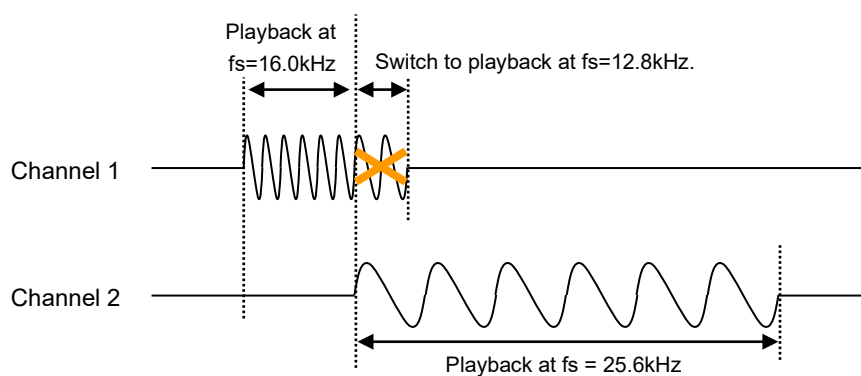 Playback at
fs=16.0kHz
Switch to playback at fs=12.8kHz.
Channel 1
Channel 2
Playback at fs = 25.6kHz